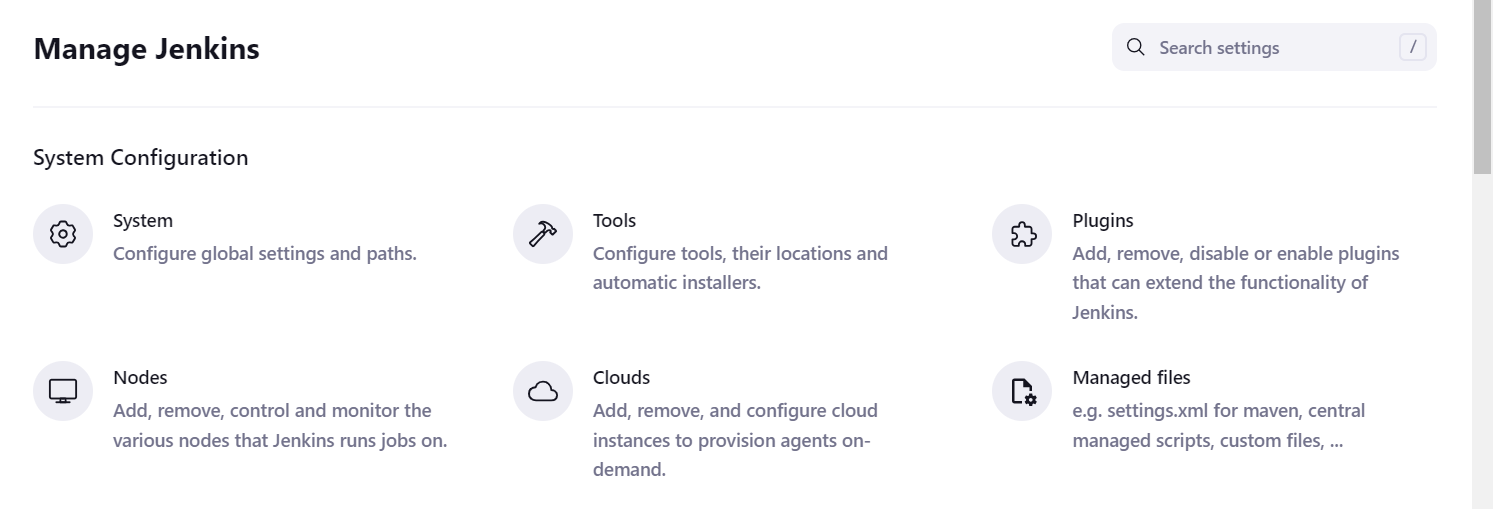 Manage Jenkins
Search settings
/
System Configuration
System
Configure global settings and paths.
Tools
Configure tools, their locations and
automatic installers.
Plugins
Add, remove, disable or enable plugins
that can extend the functionality of
Jenkins.
Nodes
Add, remove, control and monitor the
various nodes that Jenkins runs jobs on.
Clouds
Add, remove, and configure cloud
instances to provision agents on-
demand.
Managed files
e.g. settings.xml for maven, central
managed scripts, custom files, ...